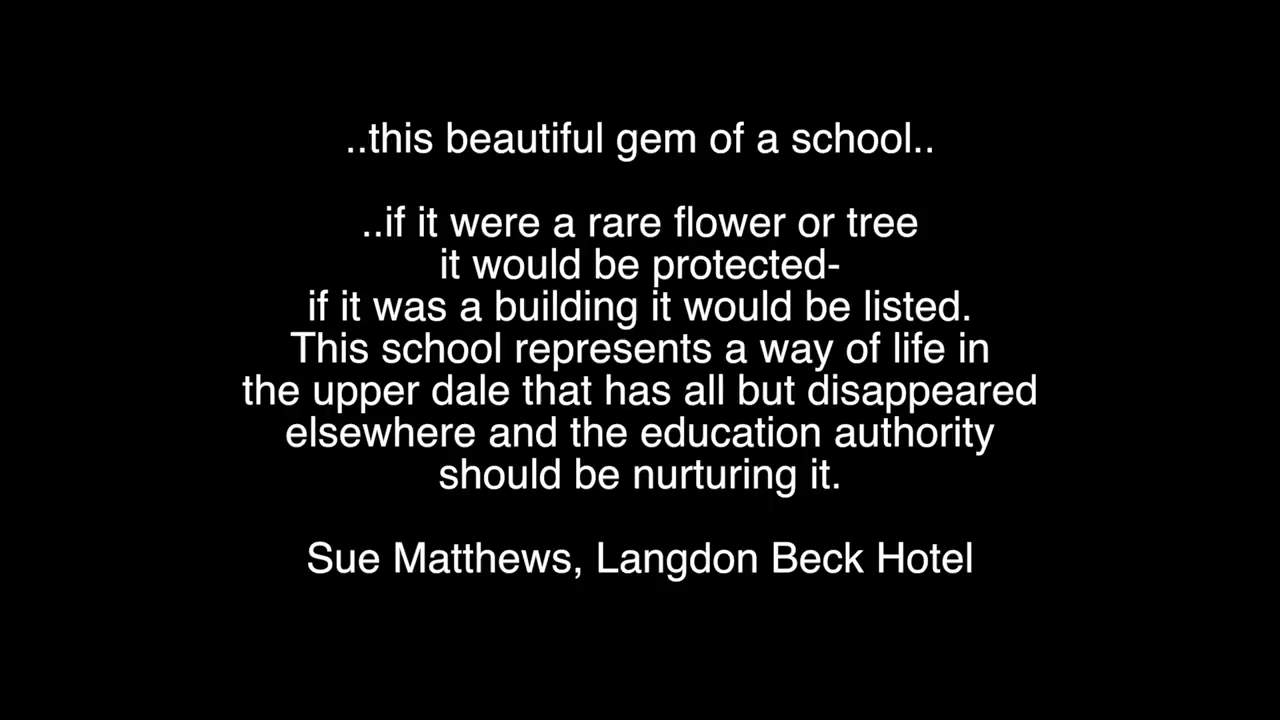 ..this beautiful gem of a school..
..if it were a rare flower or tree
it would be protected-
if it was a building it would be listed.
This school represents a way of life in
the upper dale that has all but disappeared
elsewhere and the education authority
should be nurturing it.
Sue Matthews, Langdon Beck Hotel